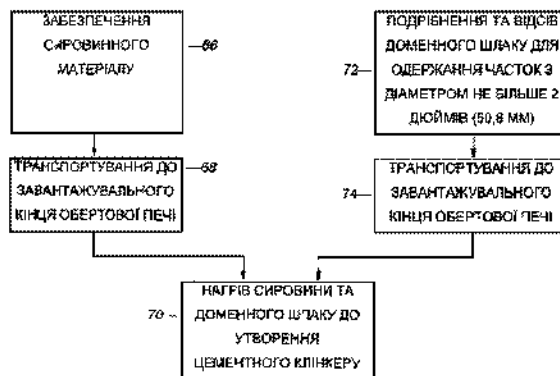 ЗАБЕЗПЕЧЕННЯ
СИРОВИННОГО
МАТЕРІАЛУ
66
ПОДРІБНЕННЯ ТА ВІДСІВ
ДОМЕННОГО ШЛАКУ ДЛЯ
ОДЕРЖАННЯ ЧАСТОК З
ДІАМЕТРОМ НЕ БІЛЬШЕ 2
ДЮЙМІВ (50,8 ММ)
72
ТРАНСПОРТУВАННЯ ДО
ЗАВАНТАЖУВАЛЬНОГО
КІНЦЯ ОБЕРТОВОЇ ПЕЧІ
68
ТРАНСПОРТУВАННЯ ДО
ЗАВАНТАЖУВАЛЬНОГО
КІНЦЯ ОБЕРТОВОЇ ПЕЧІ
74
НАГРІВ СИРОВИНИ ТА
ДОМЕННОГО ШЛАКУ ДО
УТВОРЕННЯ
ЦЕМЕНТНОГО КЛІНКЕРУ
70